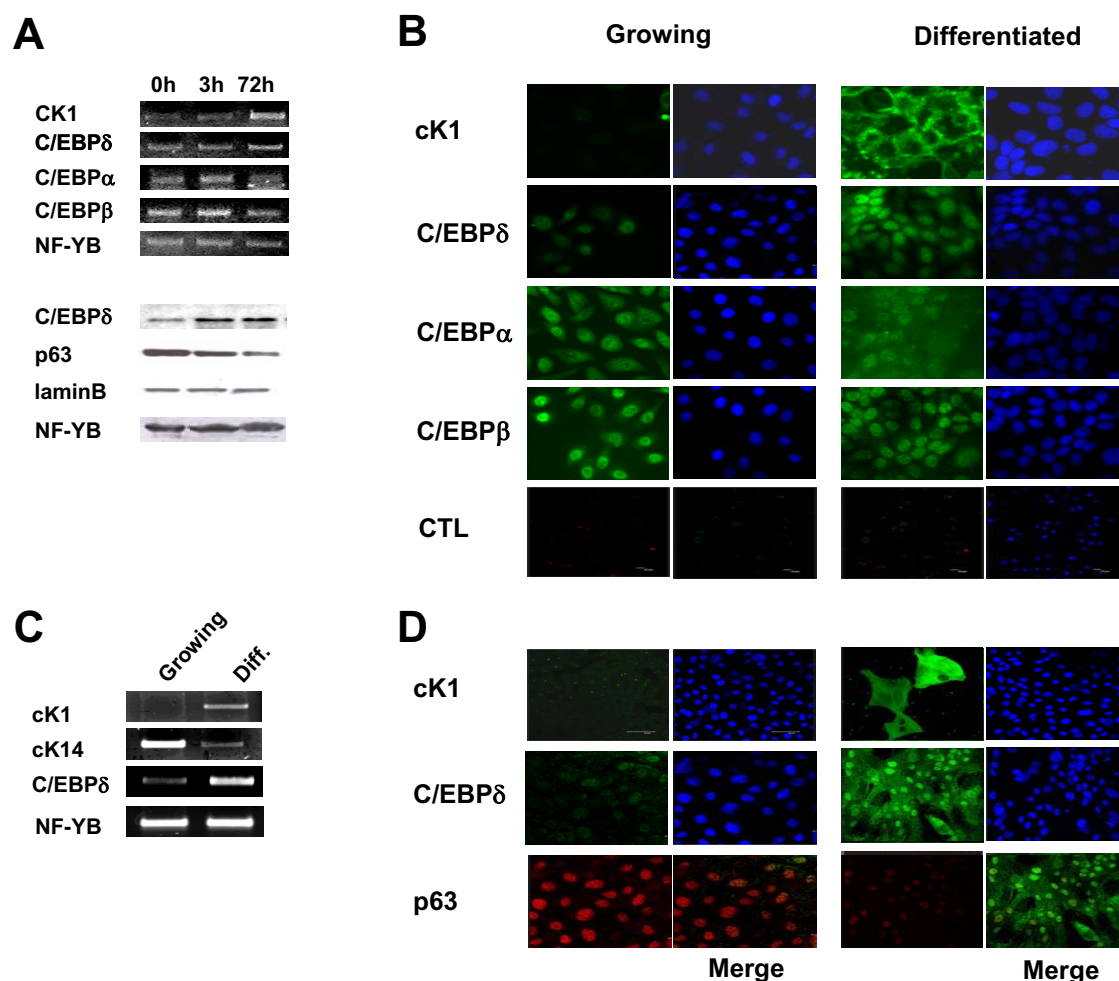 A
0h 3h 72h
CK1
C/EBPδ
C/EBPα
C/EBPβ
NF-YB
C/EBPδ
p63
laminB
NF-YB
B
Growing Differentiated
cK1
C/EBPδ
C/EBPα
C/EBPβ
CTL
C
Growing Diff.
cK1
cK14
C/EBPδ
NF-YB
D
cK1
C/EBPδ
p63
Merge Merge